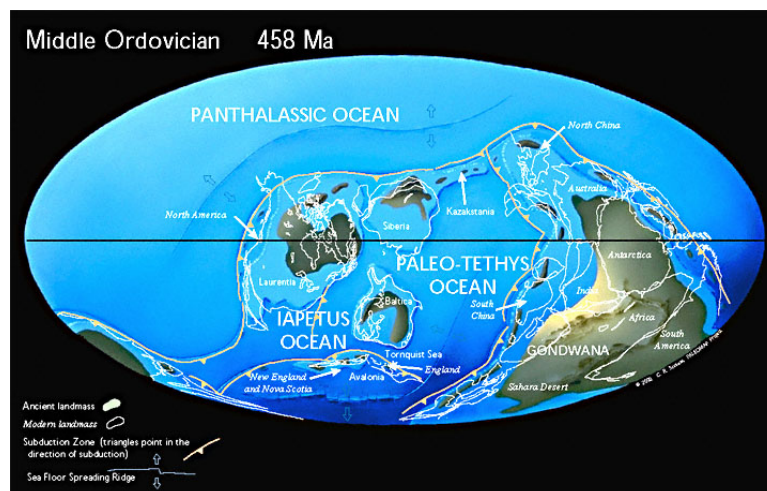 Middle Ordovician 458 Ma
PANTHALASSIC OCEAN
North China
Australia
Kazakstania
North America
Siberia
Antarctica
PALEO-TETHYS
OCEAN
Laurentia
India
Baltica
South
China
IAPETUS
OCEAN
Africa
South
America
GONDWANA
Tornquist Sea
England
New England
and Nova Scotia
Avalonia
Sahara Desert
Ancient landmass
Modern landmass
Subduction Zone (triangles point in the
direction of subduction)
Sea Floor Spreading Ridge